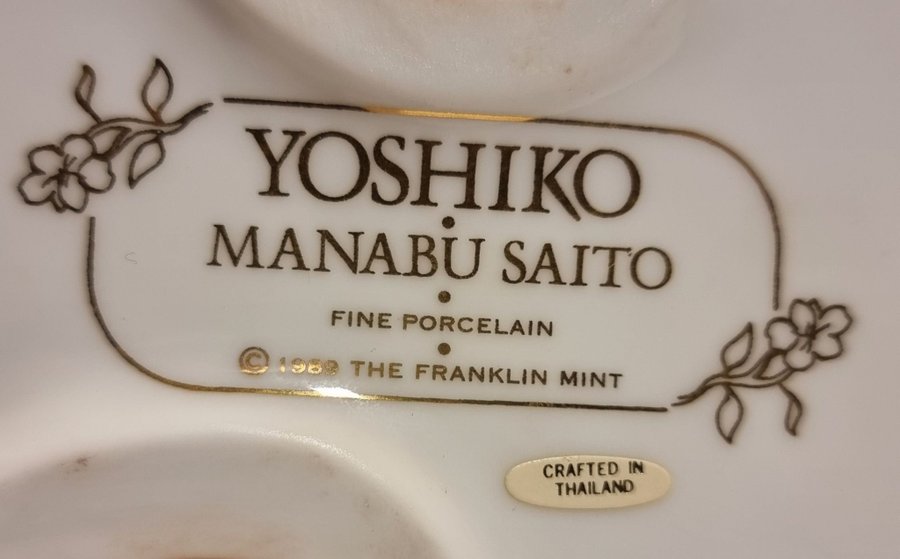 YOSHIKO
MANABU SAITO
FINE PORCELAIN
© 1989 THE FRANKLIN MINT
CRAFTED IN
THAILAND